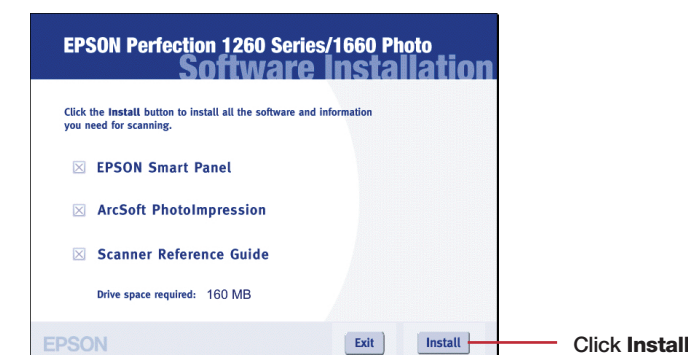 EPSON Perfection 1260 Series/1660 Photo
Software Installation
Click the Install button to install all the software and information
you need for scanning.
EPSON Smart Panel
ArcSoft PhotoImpression
Scanner Reference Guide
Drive space required: 160 MB
EPSON
Exit
Install
Click Install